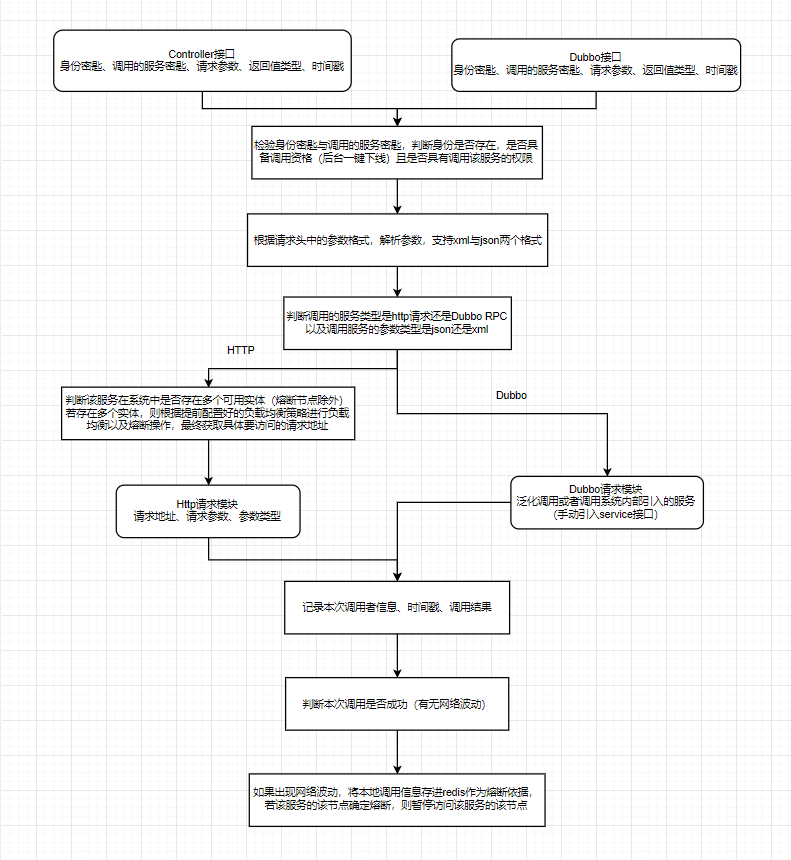 Controller接口
身份密匙、调用的服务密匙、请求参数、返回值类型、时间戳
Dubbo接口
身份密匙、调用的服务密匙、请求参数、返回值类型、时间戳
检验身份密匙与调用的服务密匙，判断身份是否存在，是否具
备调用资格（后台一键下线）且是否具有调用该服务的权限
根据请求头中的参数格式，解析参数，支持xml与json两个格式
判断调用的服务类型是http请求还是Dubbo RPC
以及调用服务的参数类型是json还是xml
HTTP
判断该服务在系统中是否存在多个可用实体（熔断节点除外）
若存在多个实体，则根据提前配置好的负载均衡策略进行负载
均衡以及熔断操作，最终获取具体要访问的请求地址
Dubbo
Http请求模块
请求地址、请求参数、参数类型
Dubbo请求模块
泛化调用或者调用系统内部引入的服务
（手动引入service接口）
记录本次调用者信息、时间戳、调用结果
判断本次调用是否成功（有无网络波动）
如果出现网络波动，将本地调用信息存进redis作为熔断依据，
若该服务的该节点确定熔断，则暂停访问该服务的该节点